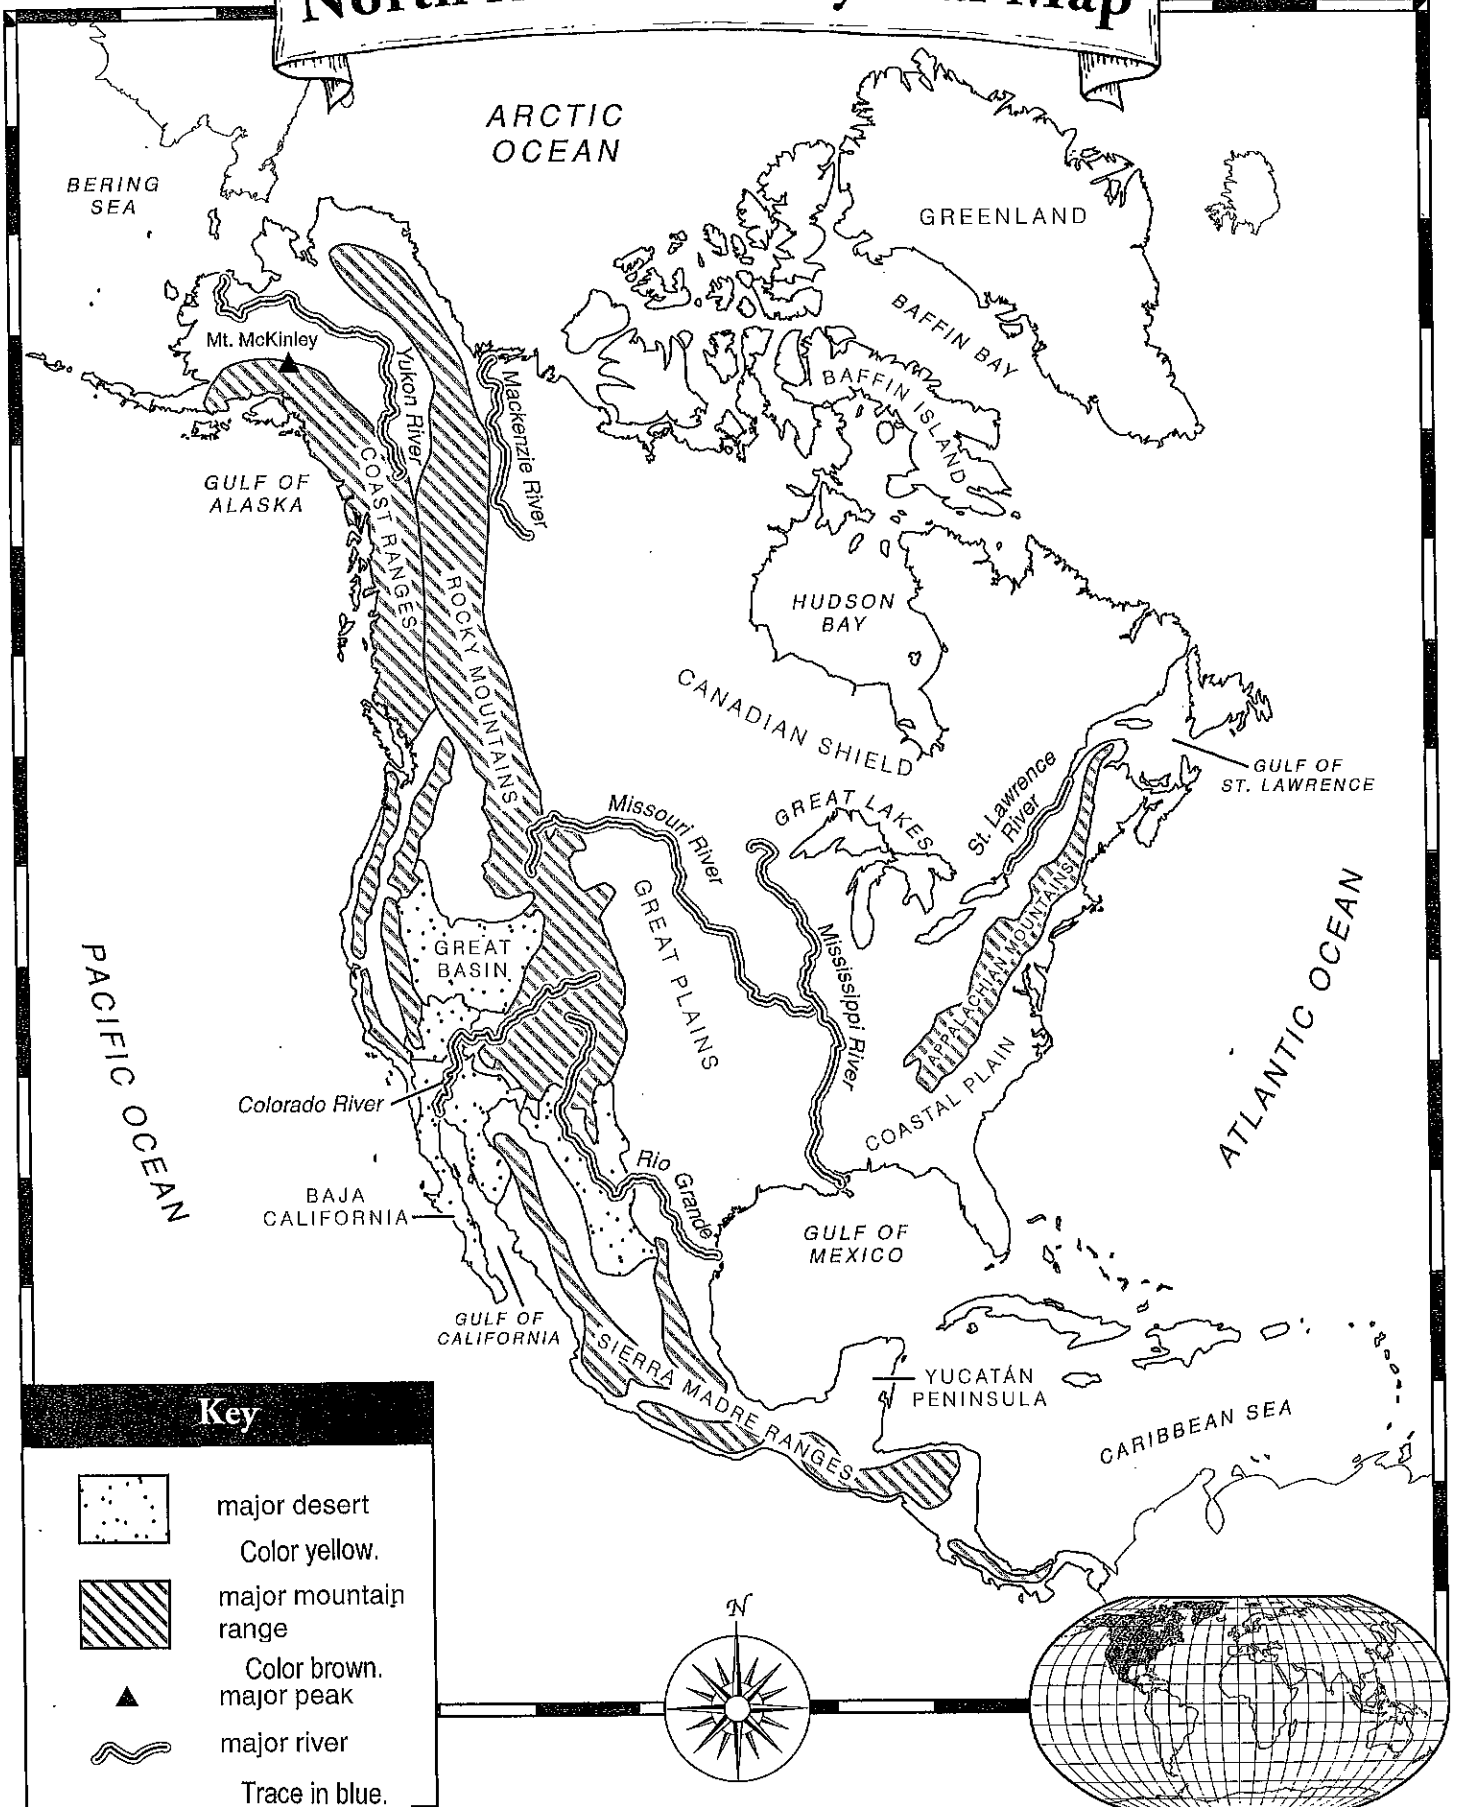 Map
ARCTIC
OCEAN
BERING
SEA
GREENLAND
BAFFIN BAY
Mt. McKinley
BAFFIN ISLAND
Yukon River
Mackenzie River
GULF OF
ALASKA
COAST RANGES
ROCKY MOUNTAINS
HUDSON
BAY
CANADIAN SHIELD
GULF OF
ST. LAWRENCE
St. Lawrence
River
GREAT LAKES
Missouri River
GREAT PLAINS
Mississippi River
APPALACHIAN MOUNTAINS
GREAT
BASIN
PACIFIC OCEAN
ATLANTIC OCEAN
COASTAL PLAIN
Colorado River
Rio Grande
BAJA
CALIFORNIA
GULF OF
MEXICO
GULF OF
CALIFORNIA
SIERRA MADRE RANGES
YUCATÁN
PENINSULA
CARIBBEAN SEA
Key
major desert
Color yellow.
major mountain
range
Color brown.
major peak
major river
Trace in blue.
N